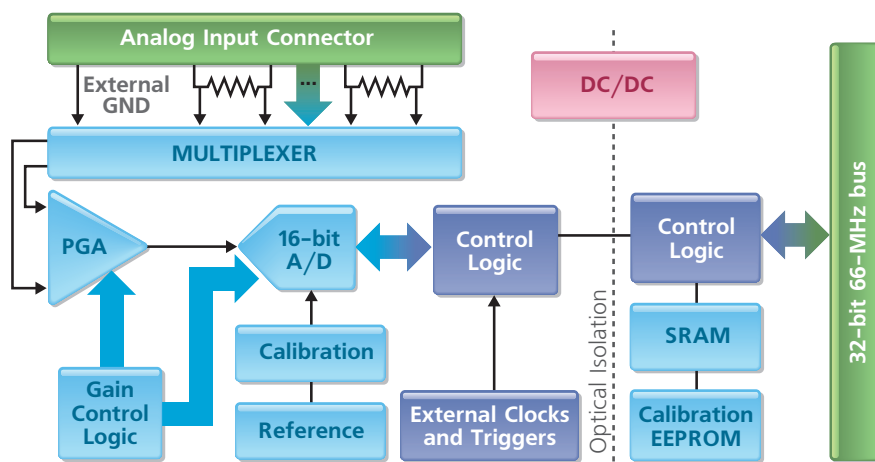 Analog Input Connector
External
GND
...
DC/DC
MULTIPLEXER
PGA
16-bit
A/D
Control
Logic
Control
Logic
32-bit 66-MHz bus
Optical Isolation
Calibration
SRAM
Gain
Control
Logic
Reference
External Clocks
and Triggers
Calibration
EEPROM